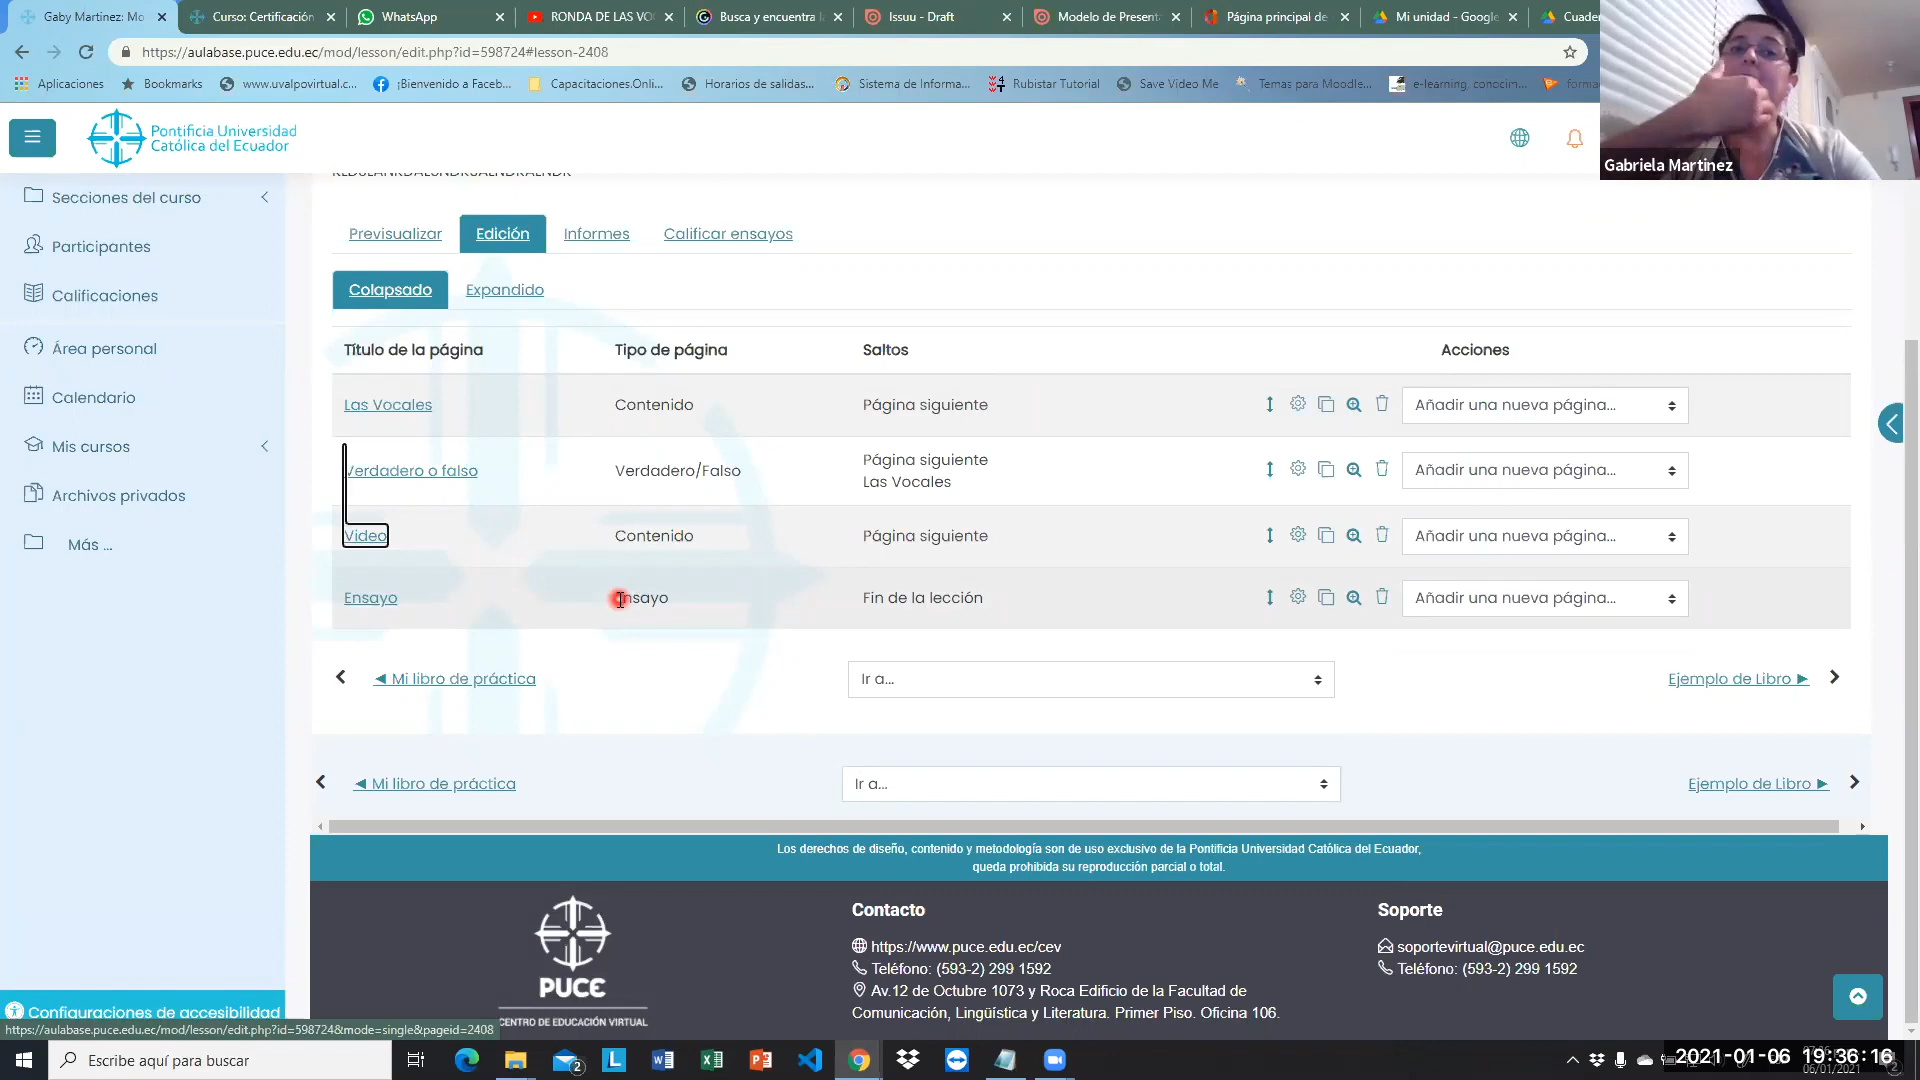 Gaby Martinez: Mo
Curso: Certificación
WhatsApp
RONDA DE LAS VO
Busca y encuentra l
Issuu - Draft
Modelo de Present
Página principal de
Mi unidad - Google
Cuade
https://aulabase.puce.edu.ec/mod/lesson/edit.php?id=598724#lesson-2408
Aplicaciones
Bookmarks
www.uvalpovirtual.c...
¡Bienvenido a Faceb...
Capacitaciones.Onli...
Horarios de salidas...
Sistema de Informa...
Rubistar Tutorial
Save Video Me
Temas para Moodle...
e-learning, conocim...
forma
Gabriela Martinez
Pontificia Universidad
Católica del Ecuador
Secciones del curso
Participantes
Calificaciones
Área personal
Calendario
Mis cursos
Archivos privados
Más ...
Configuraciones de accesibilidad
https://aulabase.puce.edu.ec/mod/lesson/edit.php?id=598724&mode=single&pageid=2408
Previsualizar Edición Informes Calificar ensayos
Colapsado Expandido
Título de la página Tipo de página Saltos Acciones
Las Vocales Contenido Página siguiente Añadir una nueva página...
Verdadero o falso Verdadero/Falso Página siguiente
Las Vocales Añadir una nueva página...
Video Contenido Página siguiente Añadir una nueva página...
Ensayo Ensayo Fin de la lección Añadir una nueva página...
◄ Mi libro de práctica Ir a... Ejemplo de Libro ►
◄ Mi libro de práctica Ir a... Ejemplo de Libro ►
Los derechos de diseño, contenido y metodología son de uso exclusivo de la Pontificia Universidad Católica del Ecuador,
queda prohibida su reproducción parcial o total.
PUCE
CENTRO DE EDUCACIÓN VIRTUAL
Contacto
https://www.puce.edu.ec/cev
Teléfono: (593-2) 299 1592
Av.12 de Octubre 1073 y Roca Edificio de la Facultad de
Comunicación, Lingüística y Literatura. Primer Piso. Oficina 106.
Soporte
soportevirtual@puce.edu.ec
Teléfono: (593-2) 299 1592
Escribe aquí para buscar
2021-01-06 19:36:16
06/01/2021